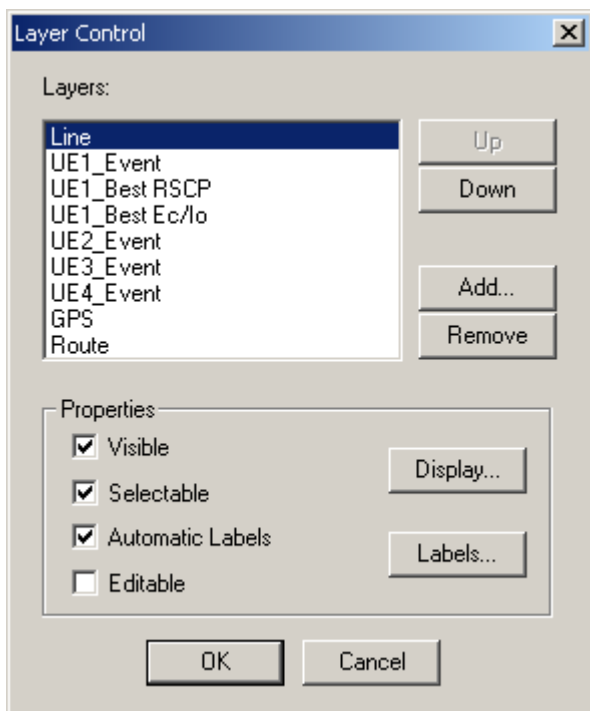 Layer Control
Layers:
Line
UE1_Event
UE1_Best RSCP
UE1_Best Ec/Io
UE2_Event
UE3_Event
UE4_Event
GPS
Route
Up
Down
Add...
Remove
Properties
Visible
Selectable
Automatic Labels
Editable
Display...
Labels...
OK
Cancel